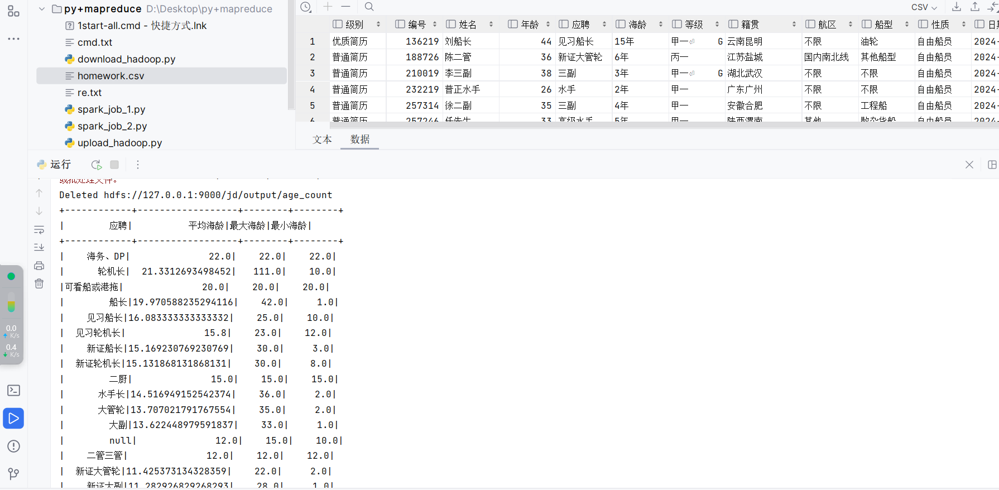 py+mapreduce D:\Desktop\py+mapreduce
1start-all.cmd - 快捷方式.lnk
cmd.txt
download_hadoop.py
homework.csv
re.txt
spark_job_1.py
spark_job_2.py
upload_hadoop.py
CSV
级别 编号 姓名 年龄 应聘 海龄 等级 籍贯 航区 船型 性质 日期
1 优质简历 136219 刘船长 44 见习船长 15年 甲一⏎ G 云南昆明 不限 油轮 自由船员 2024-
2 普通简历 188726 陈二管 36 新证大管轮 6年 丙一 江苏盐城 国内南北线 其他船型 自由船员 2024-
3 普通简历 210019 李三副 38 三副 3年 甲一⏎ G 湖北武汉 不限 不限 自由船员 2024-
4 普通简历 232219 普正水手 26 水手 2年 甲一 广东广州 不限 不限 自由船员 2024-
5 普通简历 257314 徐二副 35 三副 4年 甲一 安徽合肥 不限 工程船 自由船员 2024-
6 普通简历 257246 任先生 33 高级水手 5年 甲一 陕西渭南 其他 散杂货船 自由船员 2024-
文本 数据
运行
或批处理文件。
Deleted hdfs://127.0.0.1:9000/jd/output/age_count
+------------+------------------+--------+--------+
| 应聘| 平均海龄|最大海龄|最小海龄|
+------------+------------------+--------+--------+
| 海务、DP| 22.0| 22.0| 22.0|
| 轮机长| 21.3312693498452| 111.0| 10.0|
|可看船或港拖| 20.0| 20.0| 20.0|
| 船长|19.970588235294116| 42.0| 1.0|
| 见习船长|16.083333333333332| 25.0| 10.0|
| 见习轮机长| 15.8| 23.0| 12.0|
| 新证船长|15.169230769230769| 30.0| 3.0|
| 新证轮机长|15.131868131868131| 30.0| 8.0|
| 二厨| 15.0| 15.0| 15.0|
| 水手长|14.516949152542374| 36.0| 2.0|
| 大管轮|13.707021791767554| 35.0| 2.0|
| 大副|13.622448979591837| 33.0| 1.0|
| null| 12.0| 15.0| 10.0|
| 二管三管| 12.0| 12.0| 12.0|
| 新证大管轮|11.425373134328359| 22.0| 2.0|
| 新证大副|11.282926829268293| 28.0| 1.0|
0.0
K/s
0.4
K/s